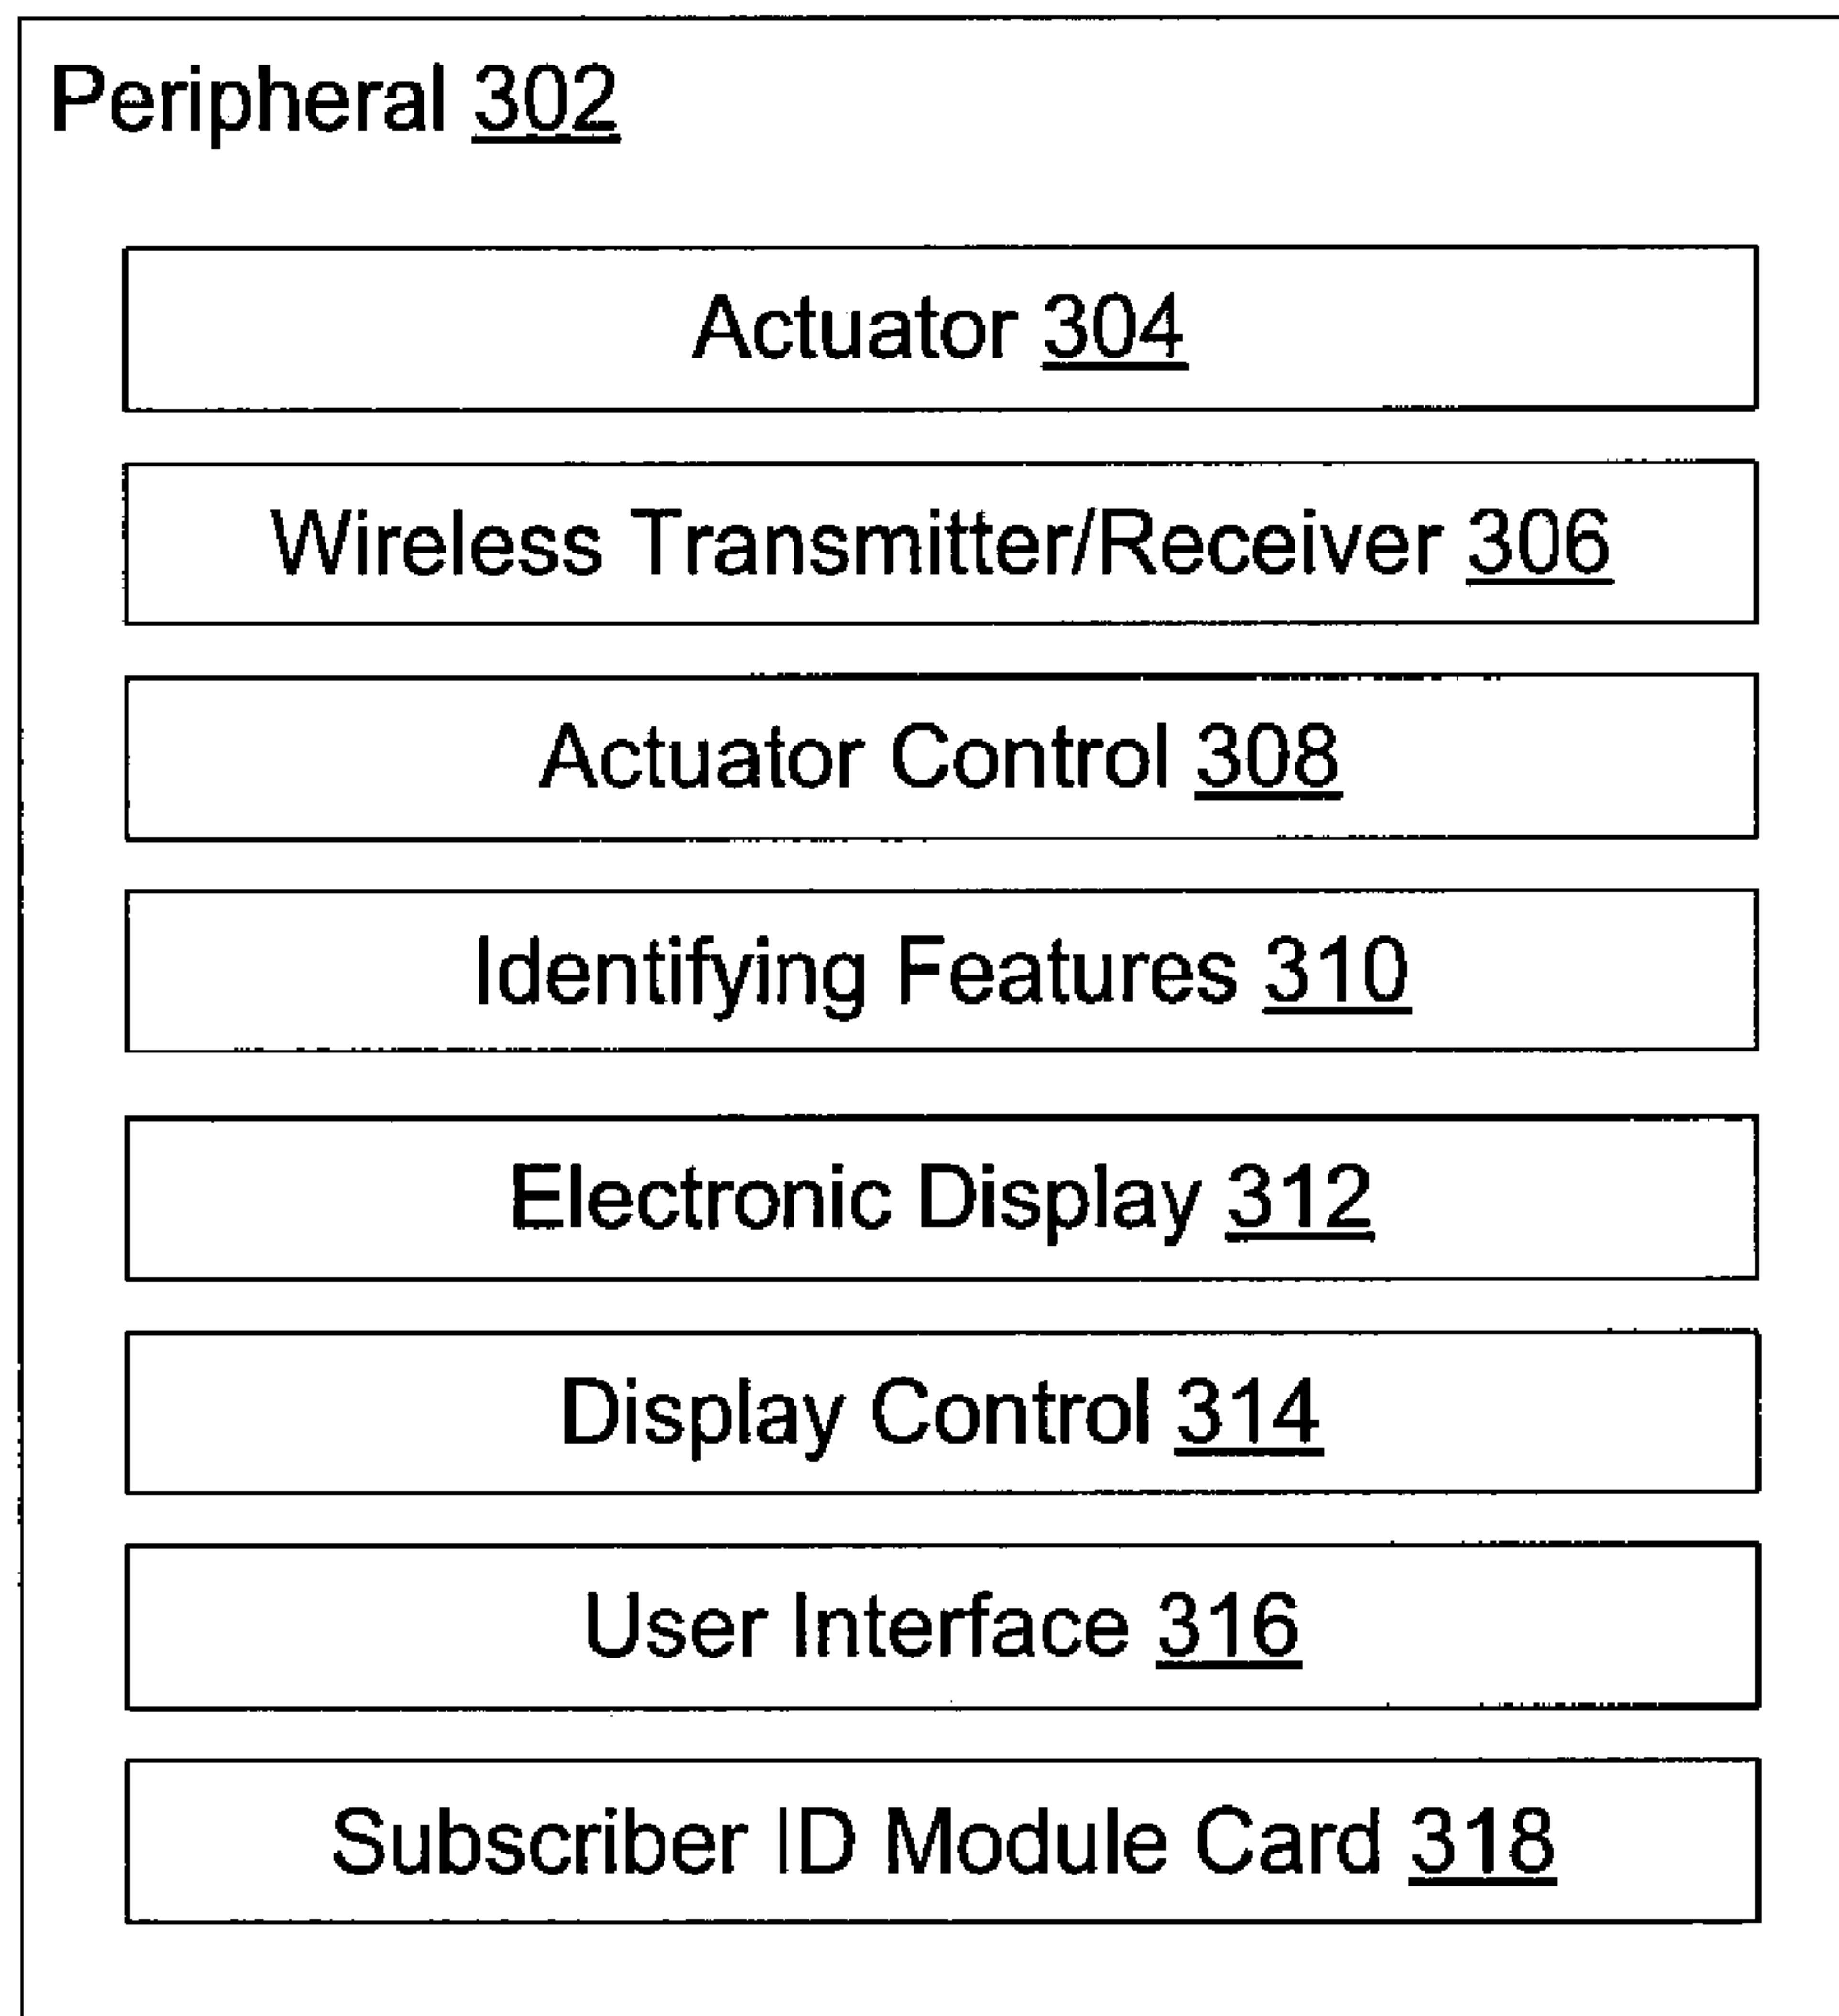 Peripheral 302
Actuator 304
Wireless Transmitter/Receiver 306
Actuator Control 308
Identifying Features 310
Electronic Display 312
Display Control 314
User Interface 316
Subscriber ID Module Card 318